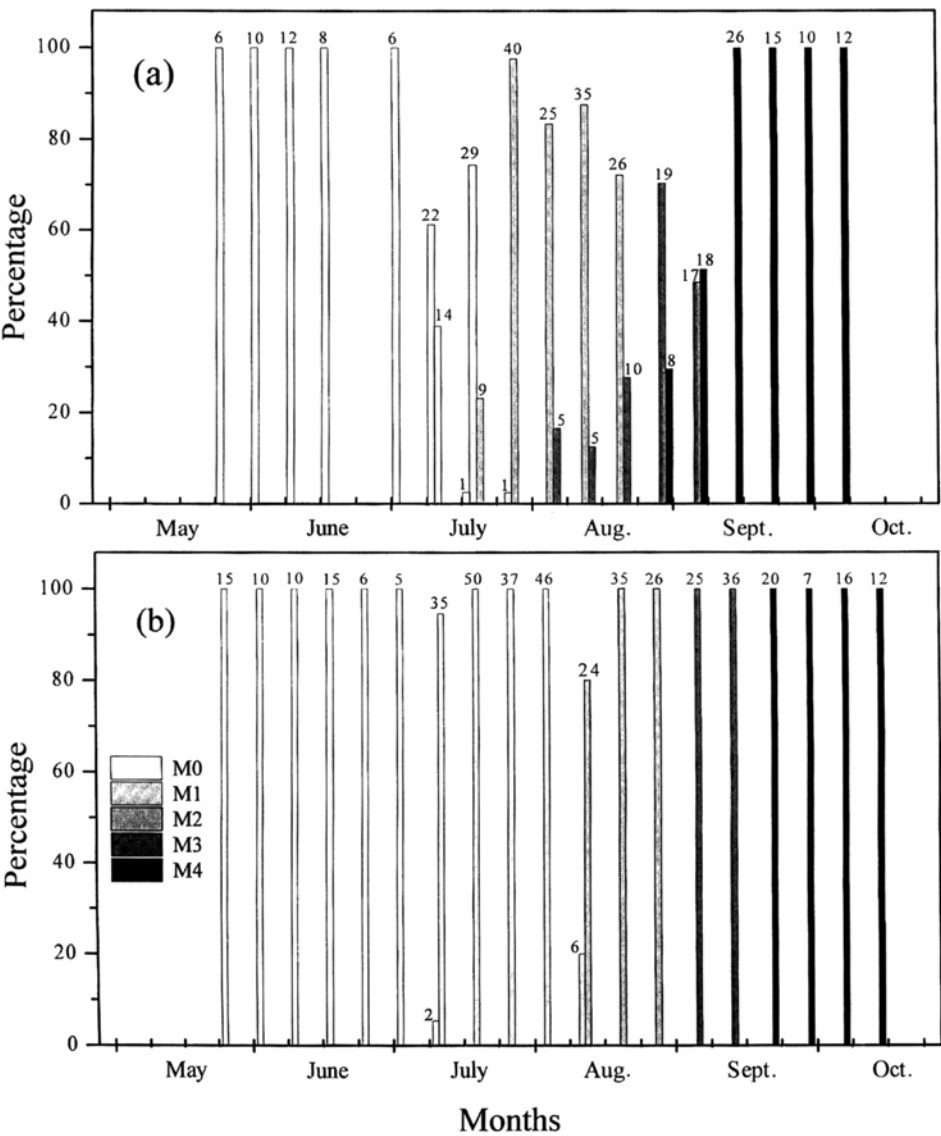 (a)
Percentage
100
80
60
40
20
0
6 10 12 8 6 40 26 15 10 12
25 35
29
26 19
22
17 18
14
9 10 8
5 5
1 1
May June July Aug. Sept. Oct.
(b)
Percentage
100
80
60
40
20
0
15 10 10 15 6 5 50 37 46 35 26 25 36 20 7 16 12
35
24
6
2
M0
M1
M2
M3
M4
May June July Aug. Sept. Oct.
Months